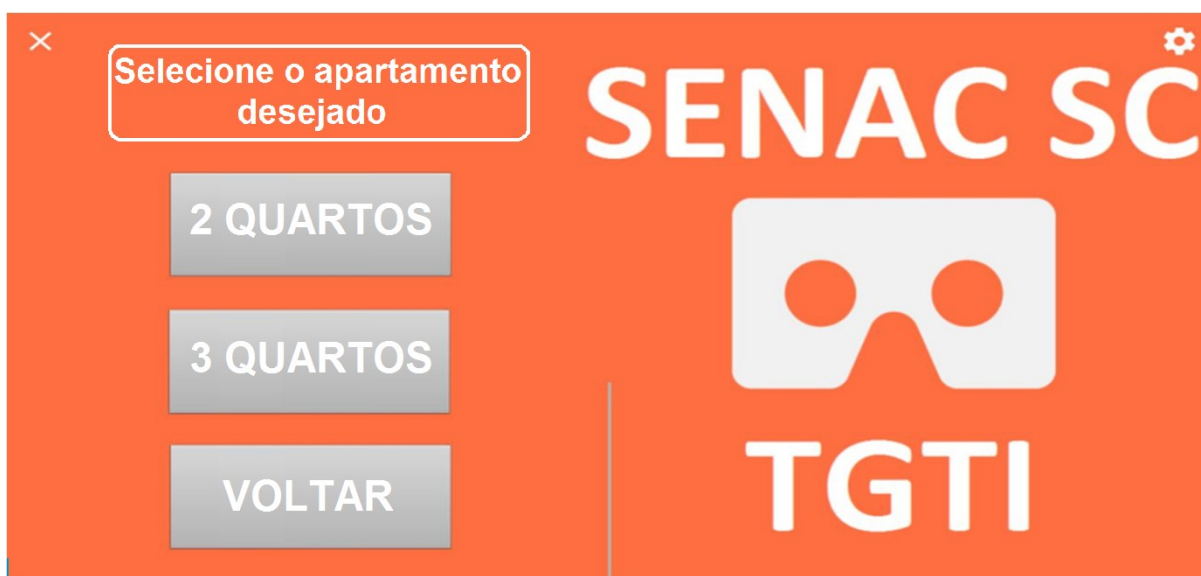 Selecione o apartamento
desejado
2 QUARTOS
3 QUARTOS
VOLTAR
SENAC SC
TGTI